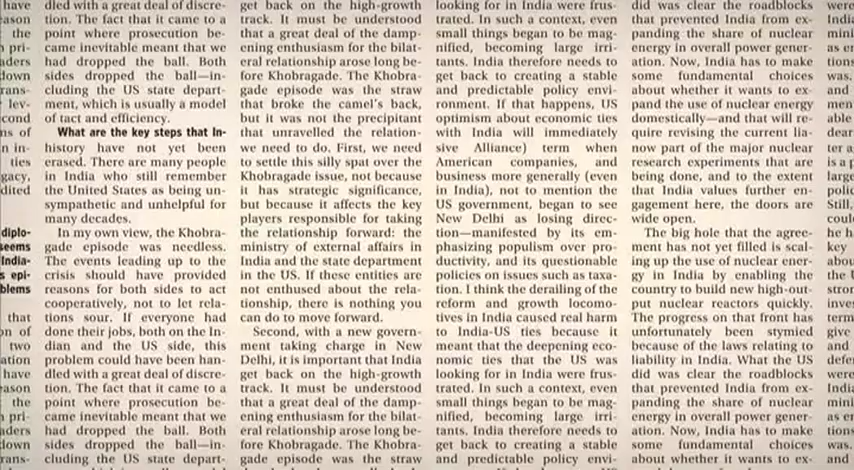 have
ason
the
pri-
aders
down
rans-
lev-
cond
ns of
n in-
ties
gacy,
dited
diplo-
seems
India-
s epi-
blems
that
on of
two
ation
have
ason
the
pri-
aders
down
rans-
dled with a great deal of discre-
tion. The fact that it came to a
point where prosecution be-
came inevitable meant that we
had dropped the ball. Both
sides dropped the ball—in-
cluding the US state depart-
ment, which is usually a model
of tact and efficiency.
What are the key steps that In-
history have not yet been
erased. There are many people
in India who still remember
the United States as being un-
sympathetic and unhelpful for
many decades.
In my own view, the Khobra-
gade episode was needless.
The events leading up to the
crisis should have provided
reasons for both sides to act
cooperatively, not to let rela-
tions sour. If everyone had
done their jobs, both on the In-
dian and the US side, this
problem could have been han-
dled with a great deal of discre-
tion. The fact that it came to a
point where prosecution be-
came inevitable meant that we
had dropped the ball. Both
sides dropped the ball—in-
cluding the US state depart-
get back on the high-growth
track. It must be understood
that a great deal of the damp-
ening enthusiasm for the bilat-
eral relationship arose long be-
fore Khobragade. The Khobra-
gade episode was the straw
that broke the camel's back,
but it was not the precipitant
that unravelled the relation-
we need to do. First, we need
to settle this silly spat over the
Khobragade issue, not because
it has strategic significance,
but because it affects the key
players responsible for taking
the relationship forward: the
ministry of external affairs in
India and the state department
in the US. If these entities are
not enthused about the rela-
tionship, there is nothing you
can do to move forward.
Second, with a new govern-
ment taking charge in New
Delhi, it is important that India
get back on the high-growth
track. It must be understood
that a great deal of the damp-
ening enthusiasm for the bilat-
eral relationship arose long be-
fore Khobragade. The Khobra-
gade episode was the straw
looking for in India were frus-
trated. In such a context, even
small things began to be mag-
nified, becoming large irri-
tants. India therefore needs to
get back to creating a stable
and predictable policy envi-
ronment. If that happens, US
optimism about economic ties
with India will immediately
sive Alliance) term when
American companies, and
business more generally (even
in India), not to mention the
US government, began to see
New Delhi as losing direc-
tion—manifested by its em-
phasizing populism over pro-
ductivity, and its questionable
policies on issues such as taxa-
tion. I think the derailing of the
reform and growth locomo-
tives in India caused real harm
to India-US ties because it
meant that the deepening eco-
nomic ties that the US was
looking for in India were frus-
trated. In such a context, even
small things began to be mag-
nified, becoming large irri-
tants. India therefore needs to
get back to creating a stable
and predictable policy envi-
did was clear the roadblocks
that prevented India from ex-
panding the share of nuclear
energy in overall power gener-
ation. Now, India has to make
some fundamental choices
about whether it wants to ex-
pand the use of nuclear energy
domestically—and that will re-
quire revising the current lia-
now part of the major nuclear
research experiments that are
being done, and to the extent
that India values further en-
gagement here, the doors are
wide open.
The big hole that the agree-
ment has not yet filled is scal-
ing up the use of nuclear ener-
gy in India by enabling the
country to build new high-out-
put nuclear reactors quickly.
The progress on that front has
unfortunately been stymied
because of the laws relating to
liability in India. What the US
did was clear the roadblocks
that prevented India from ex-
panding the share of nuclear
energy in overall power gener-
ation. Now, India has to make
some fundamental choices
about whether it wants to ex-